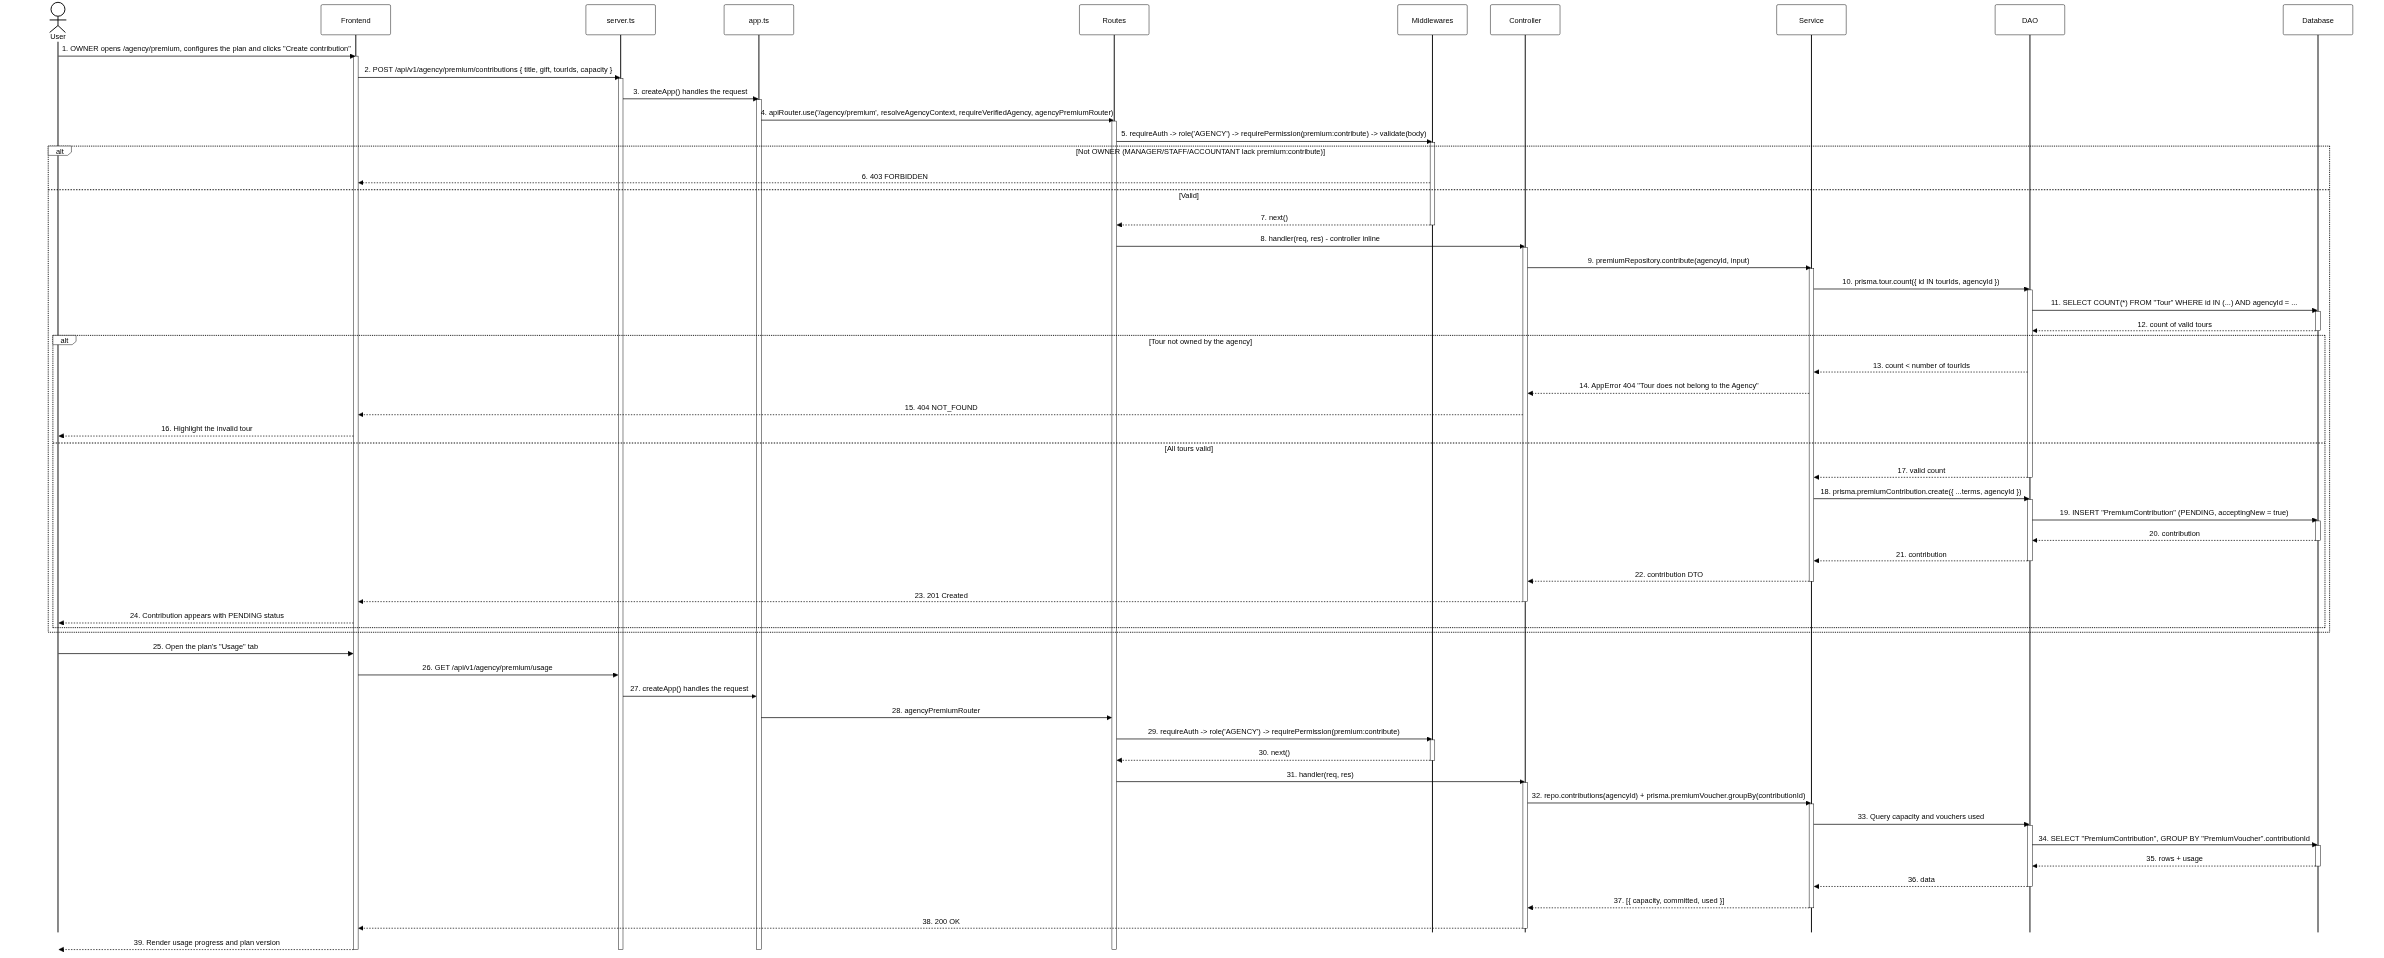 User
Frontend
server.ts
app.ts
Routes
Middlewares
Controller
Service
DAO
Database
1. OWNER opens /agency/premium, configures the plan and clicks "Create contribution"
2. POST /api/v1/agency/premium/contributions { title, gift, tourIds, capacity }
3. createApp() handles the request
4. apiRouter.use('/agency/premium', resolveAgencyContext, requireVerifiedAgency, agencyPremiumRouter)
5. requireAuth -> role('AGENCY') -> requirePermission(premium:contribute) -> validate(body)
alt
[Not OWNER (MANAGER/STAFF/ACCOUNTANT lack premium:contribute)]
6. 403 FORBIDDEN
[Valid]
7. next()
8. handler(req, res) - controller inline
9. premiumRepository.contribute(agencyId, input)
10. prisma.tour.count({ id IN tourIds, agencyId })
11. SELECT COUNT(*) FROM "Tour" WHERE id IN (...) AND agencyId = ...
12. count of valid tours
alt
[Tour not owned by the agency]
13. count < number of tourIds
14. AppError 404 "Tour does not belong to the Agency"
15. 404 NOT_FOUND
16. Highlight the invalid tour
[All tours valid]
17. valid count
18. prisma.premiumContribution.create({ ...terms, agencyId })
19. INSERT "PremiumContribution" (PENDING, acceptingNew = true)
20. contribution
21. contribution
22. contribution DTO
23. 201 Created
24. Contribution appears with PENDING status
25. Open the plan's "Usage" tab
26. GET /api/v1/agency/premium/usage
27. createApp() handles the request
28. agencyPremiumRouter
29. requireAuth -> role('AGENCY') -> requirePermission(premium:contribute)
30. next()
31. handler(req, res)
32. repo.contributions(agencyId) + prisma.premiumVoucher.groupBy(contributionId)
33. Query capacity and vouchers used
34. SELECT "PremiumContribution", GROUP BY "PremiumVoucher".contributionId
35. rows + usage
36. data
37. [{ capacity, committed, used }]
38. 200 OK
39. Render usage progress and plan version